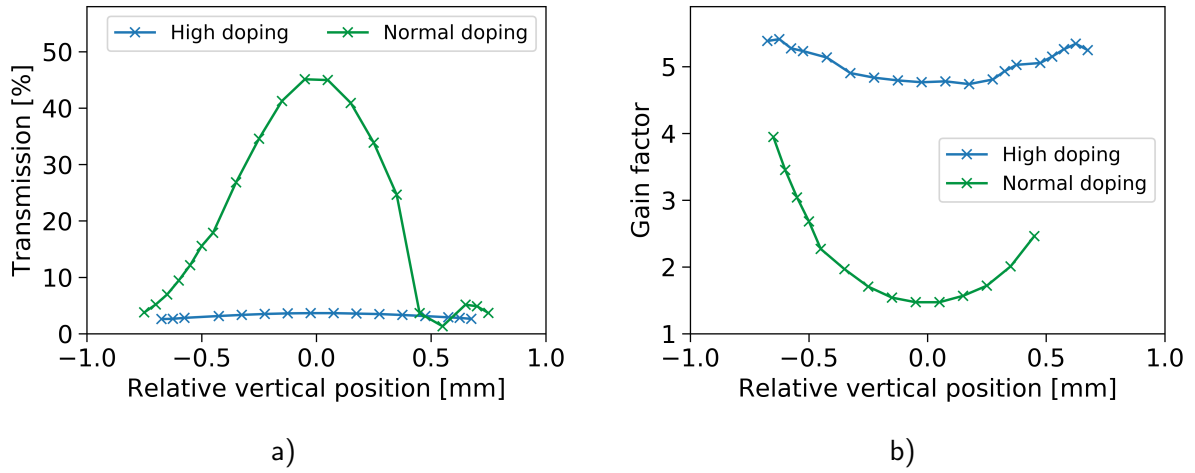 High doping Normal doping
50
40
30
20
10
0
Transmission [%]
−1.0 −0.5 0.0 0.5 1.0
Relative vertical position [mm]
a)
5
4
3
2
1
Gain factor
High doping
Normal doping
−1.0 −0.5 0.0 0.5 1.0
Relative vertical position [mm]
b)